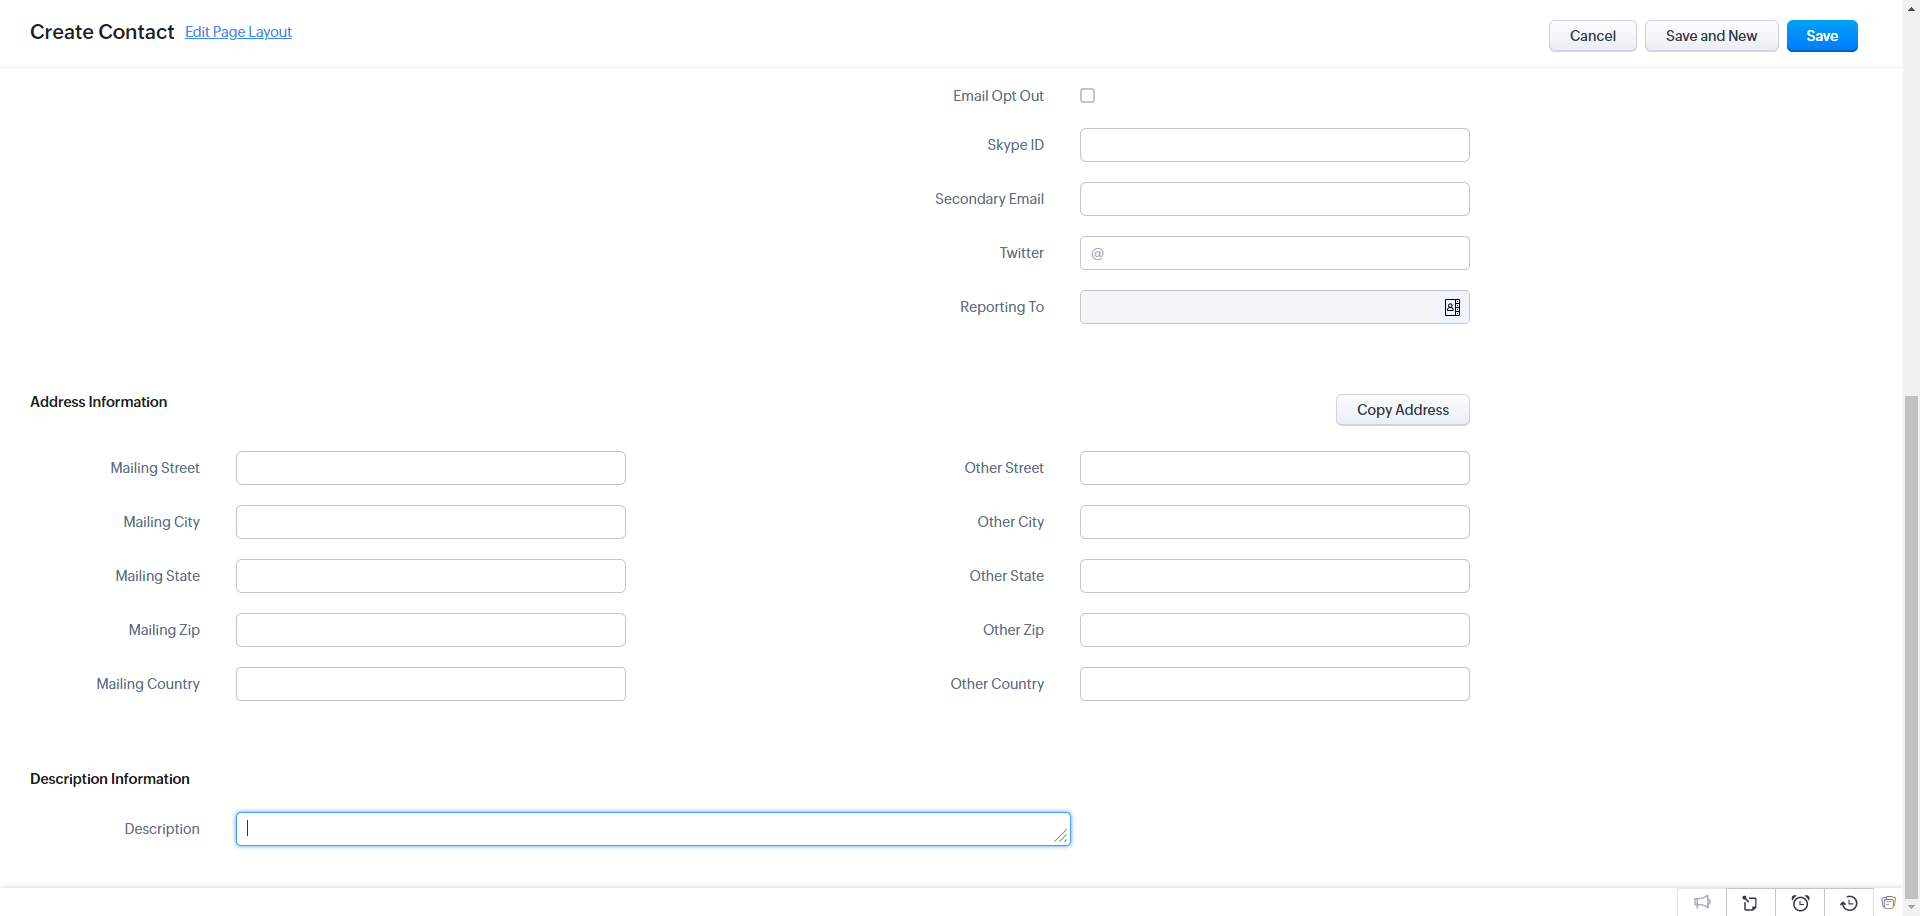 Create Contact Edit Page Layout
Cancel Save and New Save
Email Opt Out
Skype ID
Secondary Email
Twitter @
Reporting To
Address Information Copy Address
Mailing Street Other Street
Mailing City Other City
Mailing State Other State
Mailing Zip Other Zip
Mailing Country Other Country
Description Information
Description